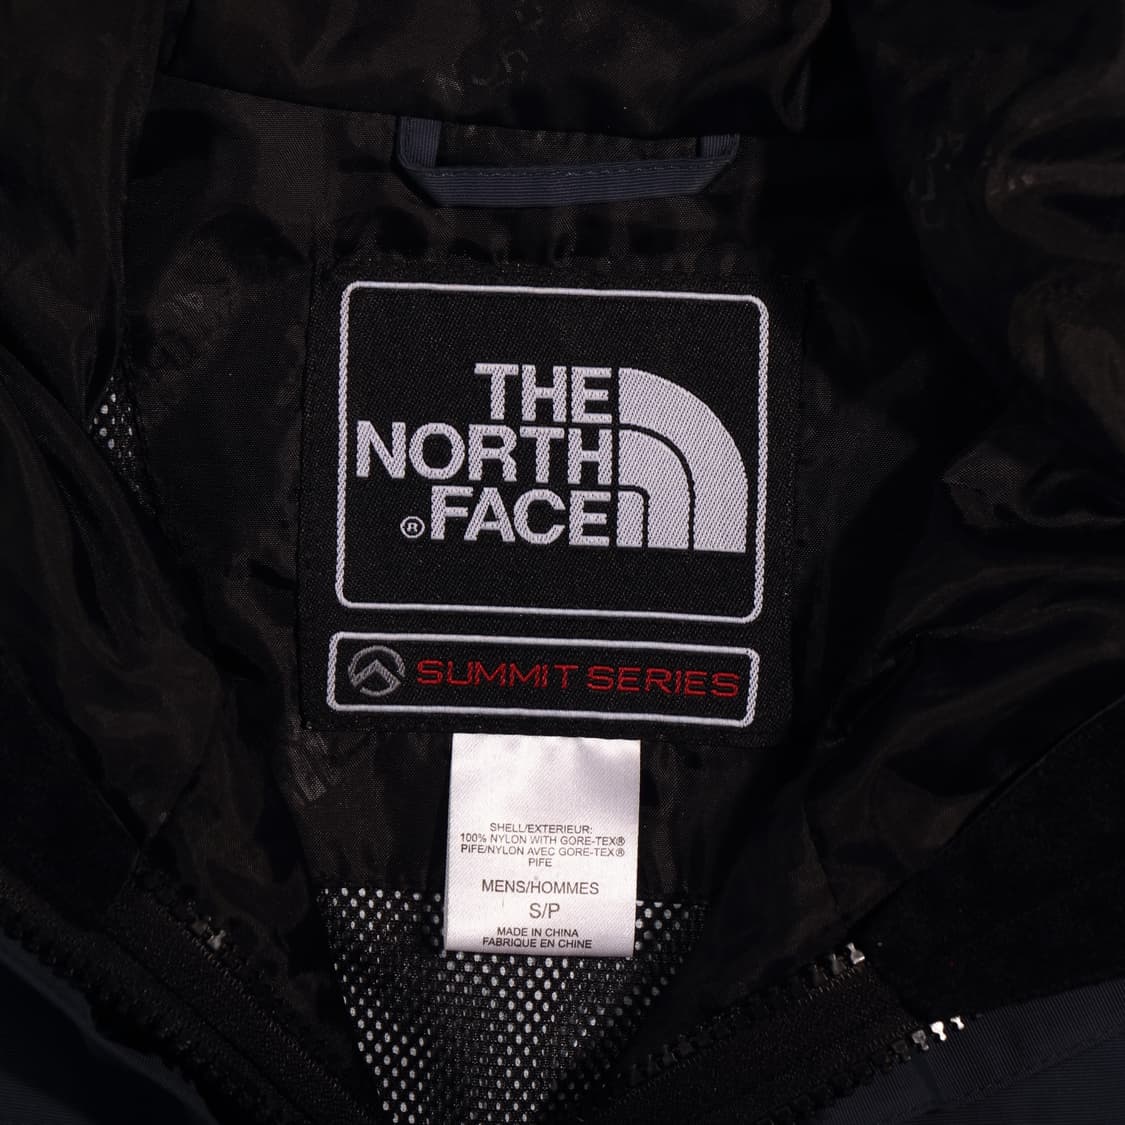 THE
NORTH
®FACE
SUMMIT SERIES
SHELL/EXTERIEUR:
100% NYLON WITH GORE-TEX®
PIFE/NYLON AVEC GORE-TEX®
PIFE
MENS/HOMMES
S/P
MADE IN CHINA
FABRIQUE EN CHINE